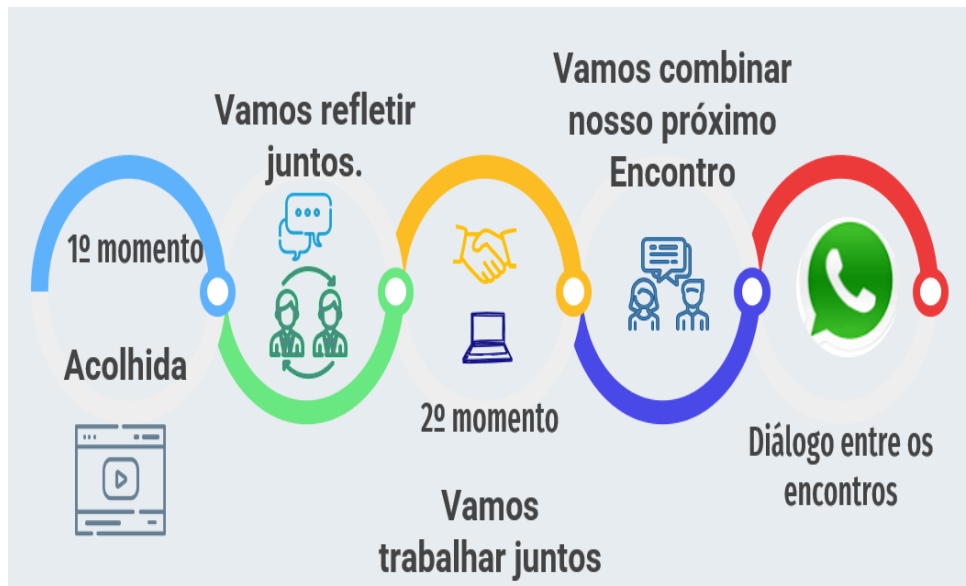 1º momento
Acolhida
Vamos refletir
juntos.
2º momento
Vamos
trabalhar juntos
Vamos combinar
nosso próximo
Encontro
Diálogo entre os
encontros